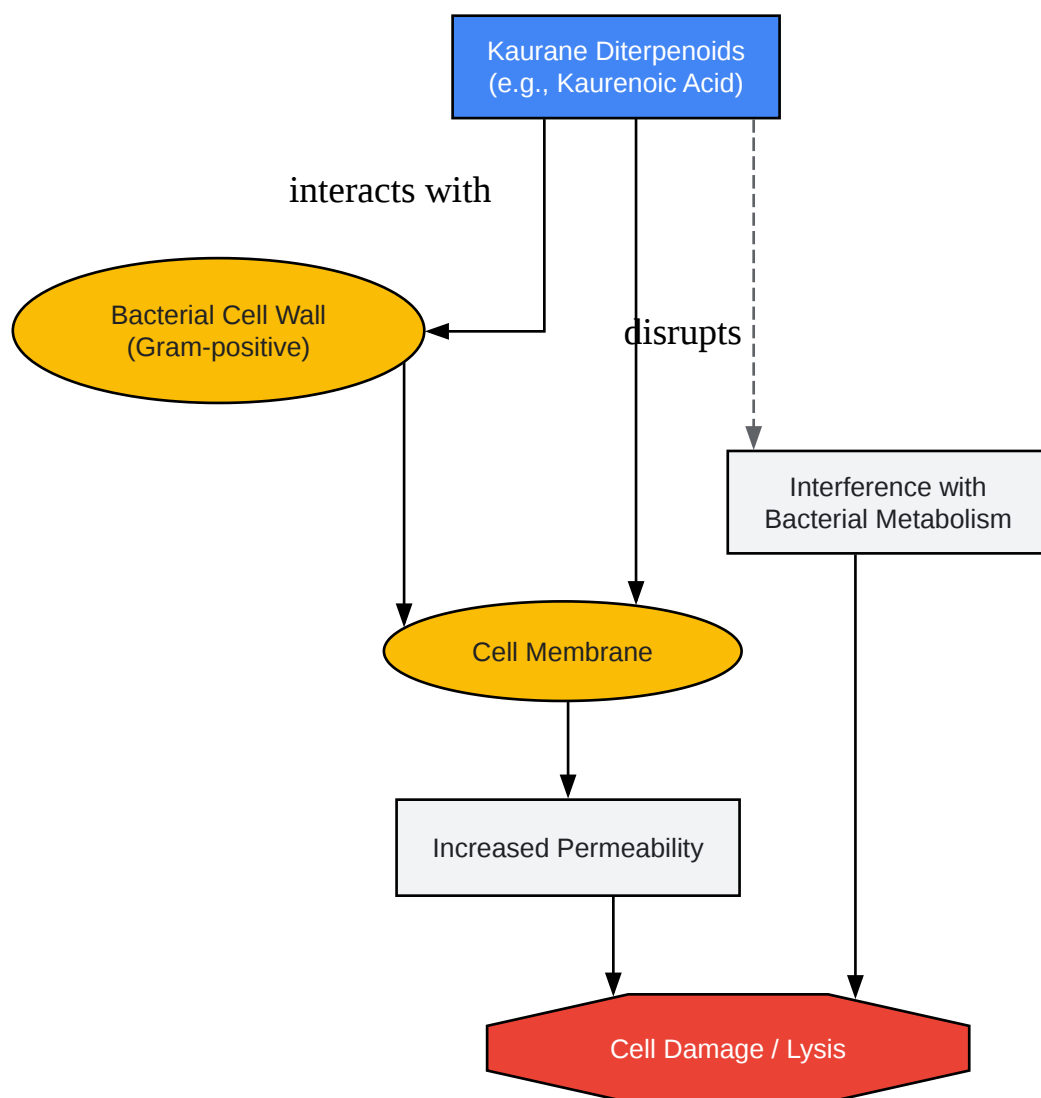 Kaurane Diterpenoids
(e.g., Kaurenoic Acid)
interacts with
Bacterial Cell Wall
(Gram-positive)
disrupts
Interference with
Bacterial Metabolism
Cell Membrane
Increased Permeability
Cell Damage / Lysis